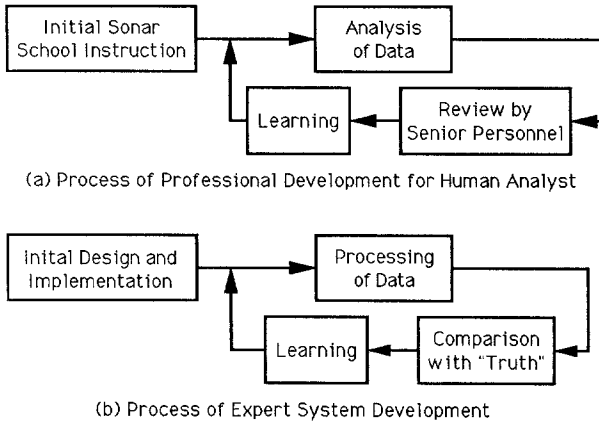 Initial Sonar
School Instruction
Analysis
of Data
Learning
Review by
Senior Personnel
(a) Process of Professional Development for Human Analyst
Inital Design and
Implementation
Processing
of Data
Learning
Comparison
with "Truth"
(b) Process of Expert System Development